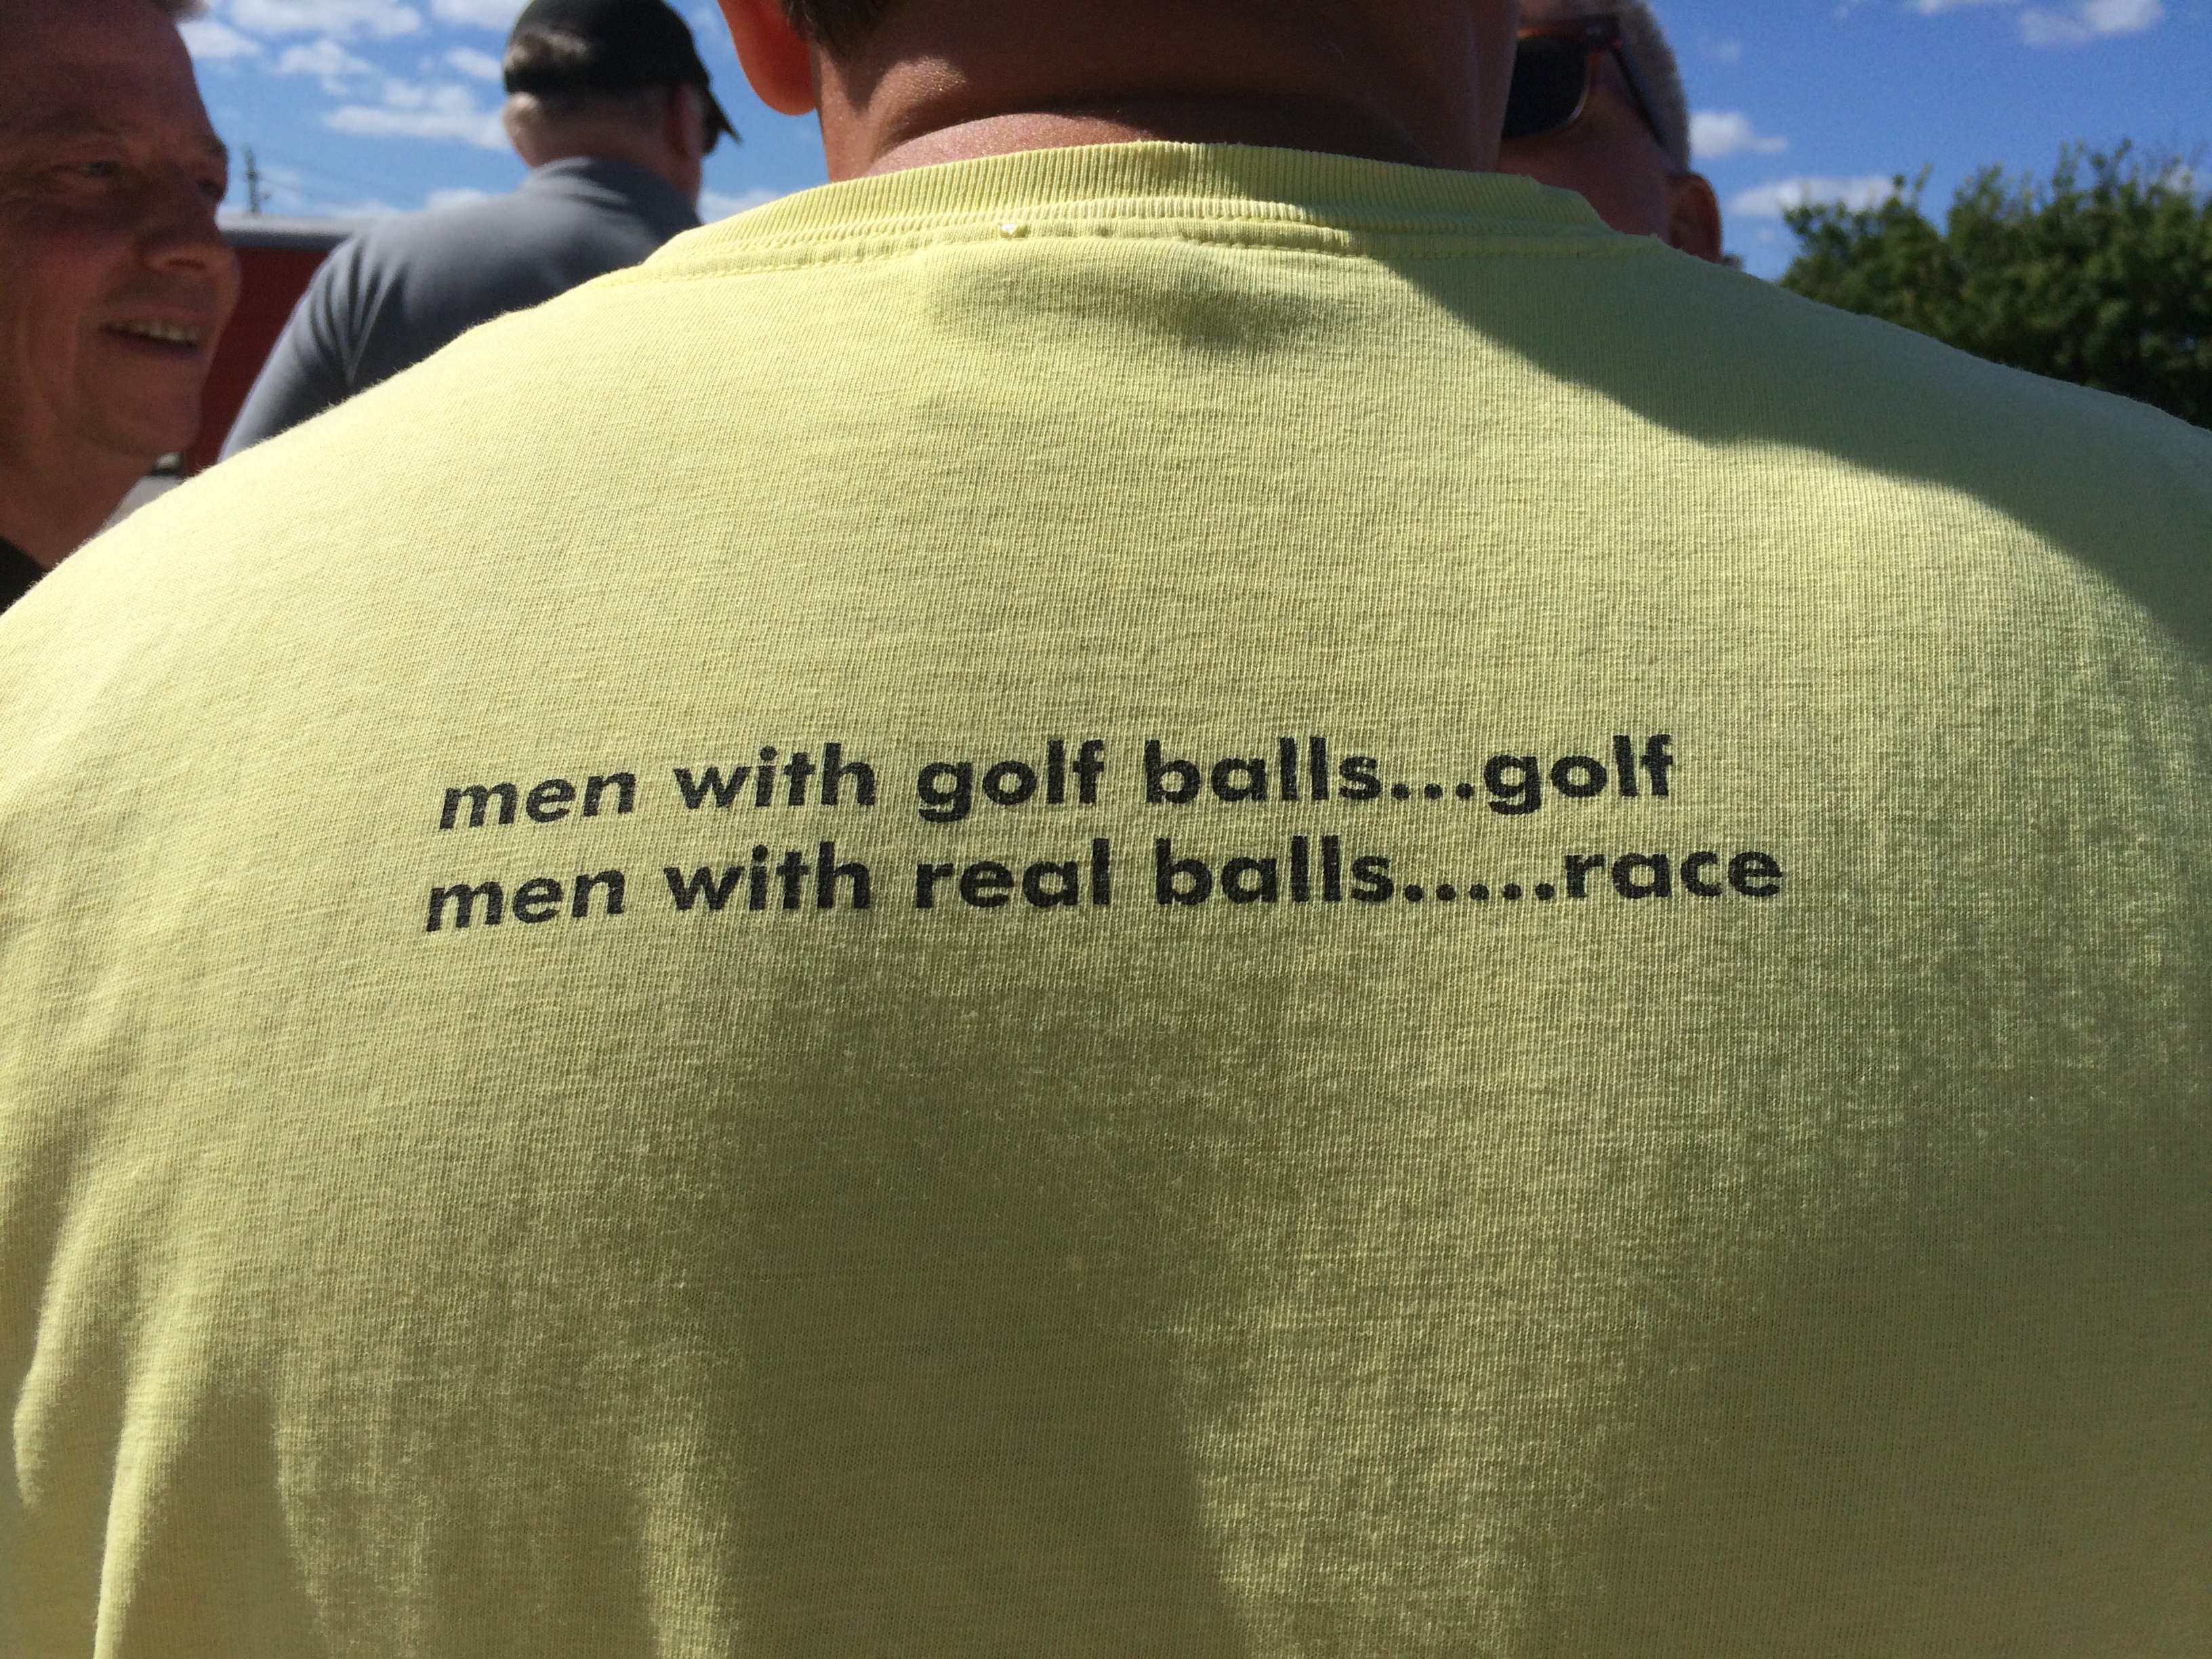 men with golf balls...golf
men with real balls.....race